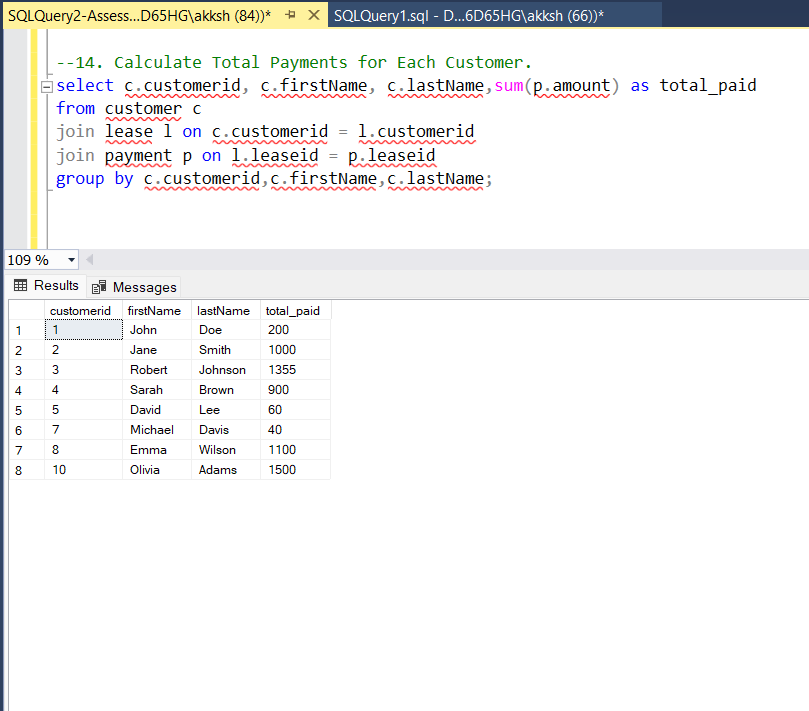 SQLQuery2-Assess...D65HG\akksh (84))* SQLQuery1.sql - D...6D65HG\akksh (66))*
--14. Calculate Total Payments for Each Customer.
select c.customerid, c.firstName, c.lastName,sum(p.amount) as total_paid
from customer c
join lease l on c.customerid = l.customerid
join payment p on l.leaseid = p.leaseid
group by c.customerid,c.firstName,c.lastName;
109 %
Results Messages
customerid firstName lastName total_paid
1 1 John Doe 200
2 2 Jane Smith 1000
3 3 Robert Johnson 1355
4 4 Sarah Brown 900
5 5 David Lee 60
6 7 Michael Davis 40
7 8 Emma Wilson 1100
8 10 Olivia Adams 1500